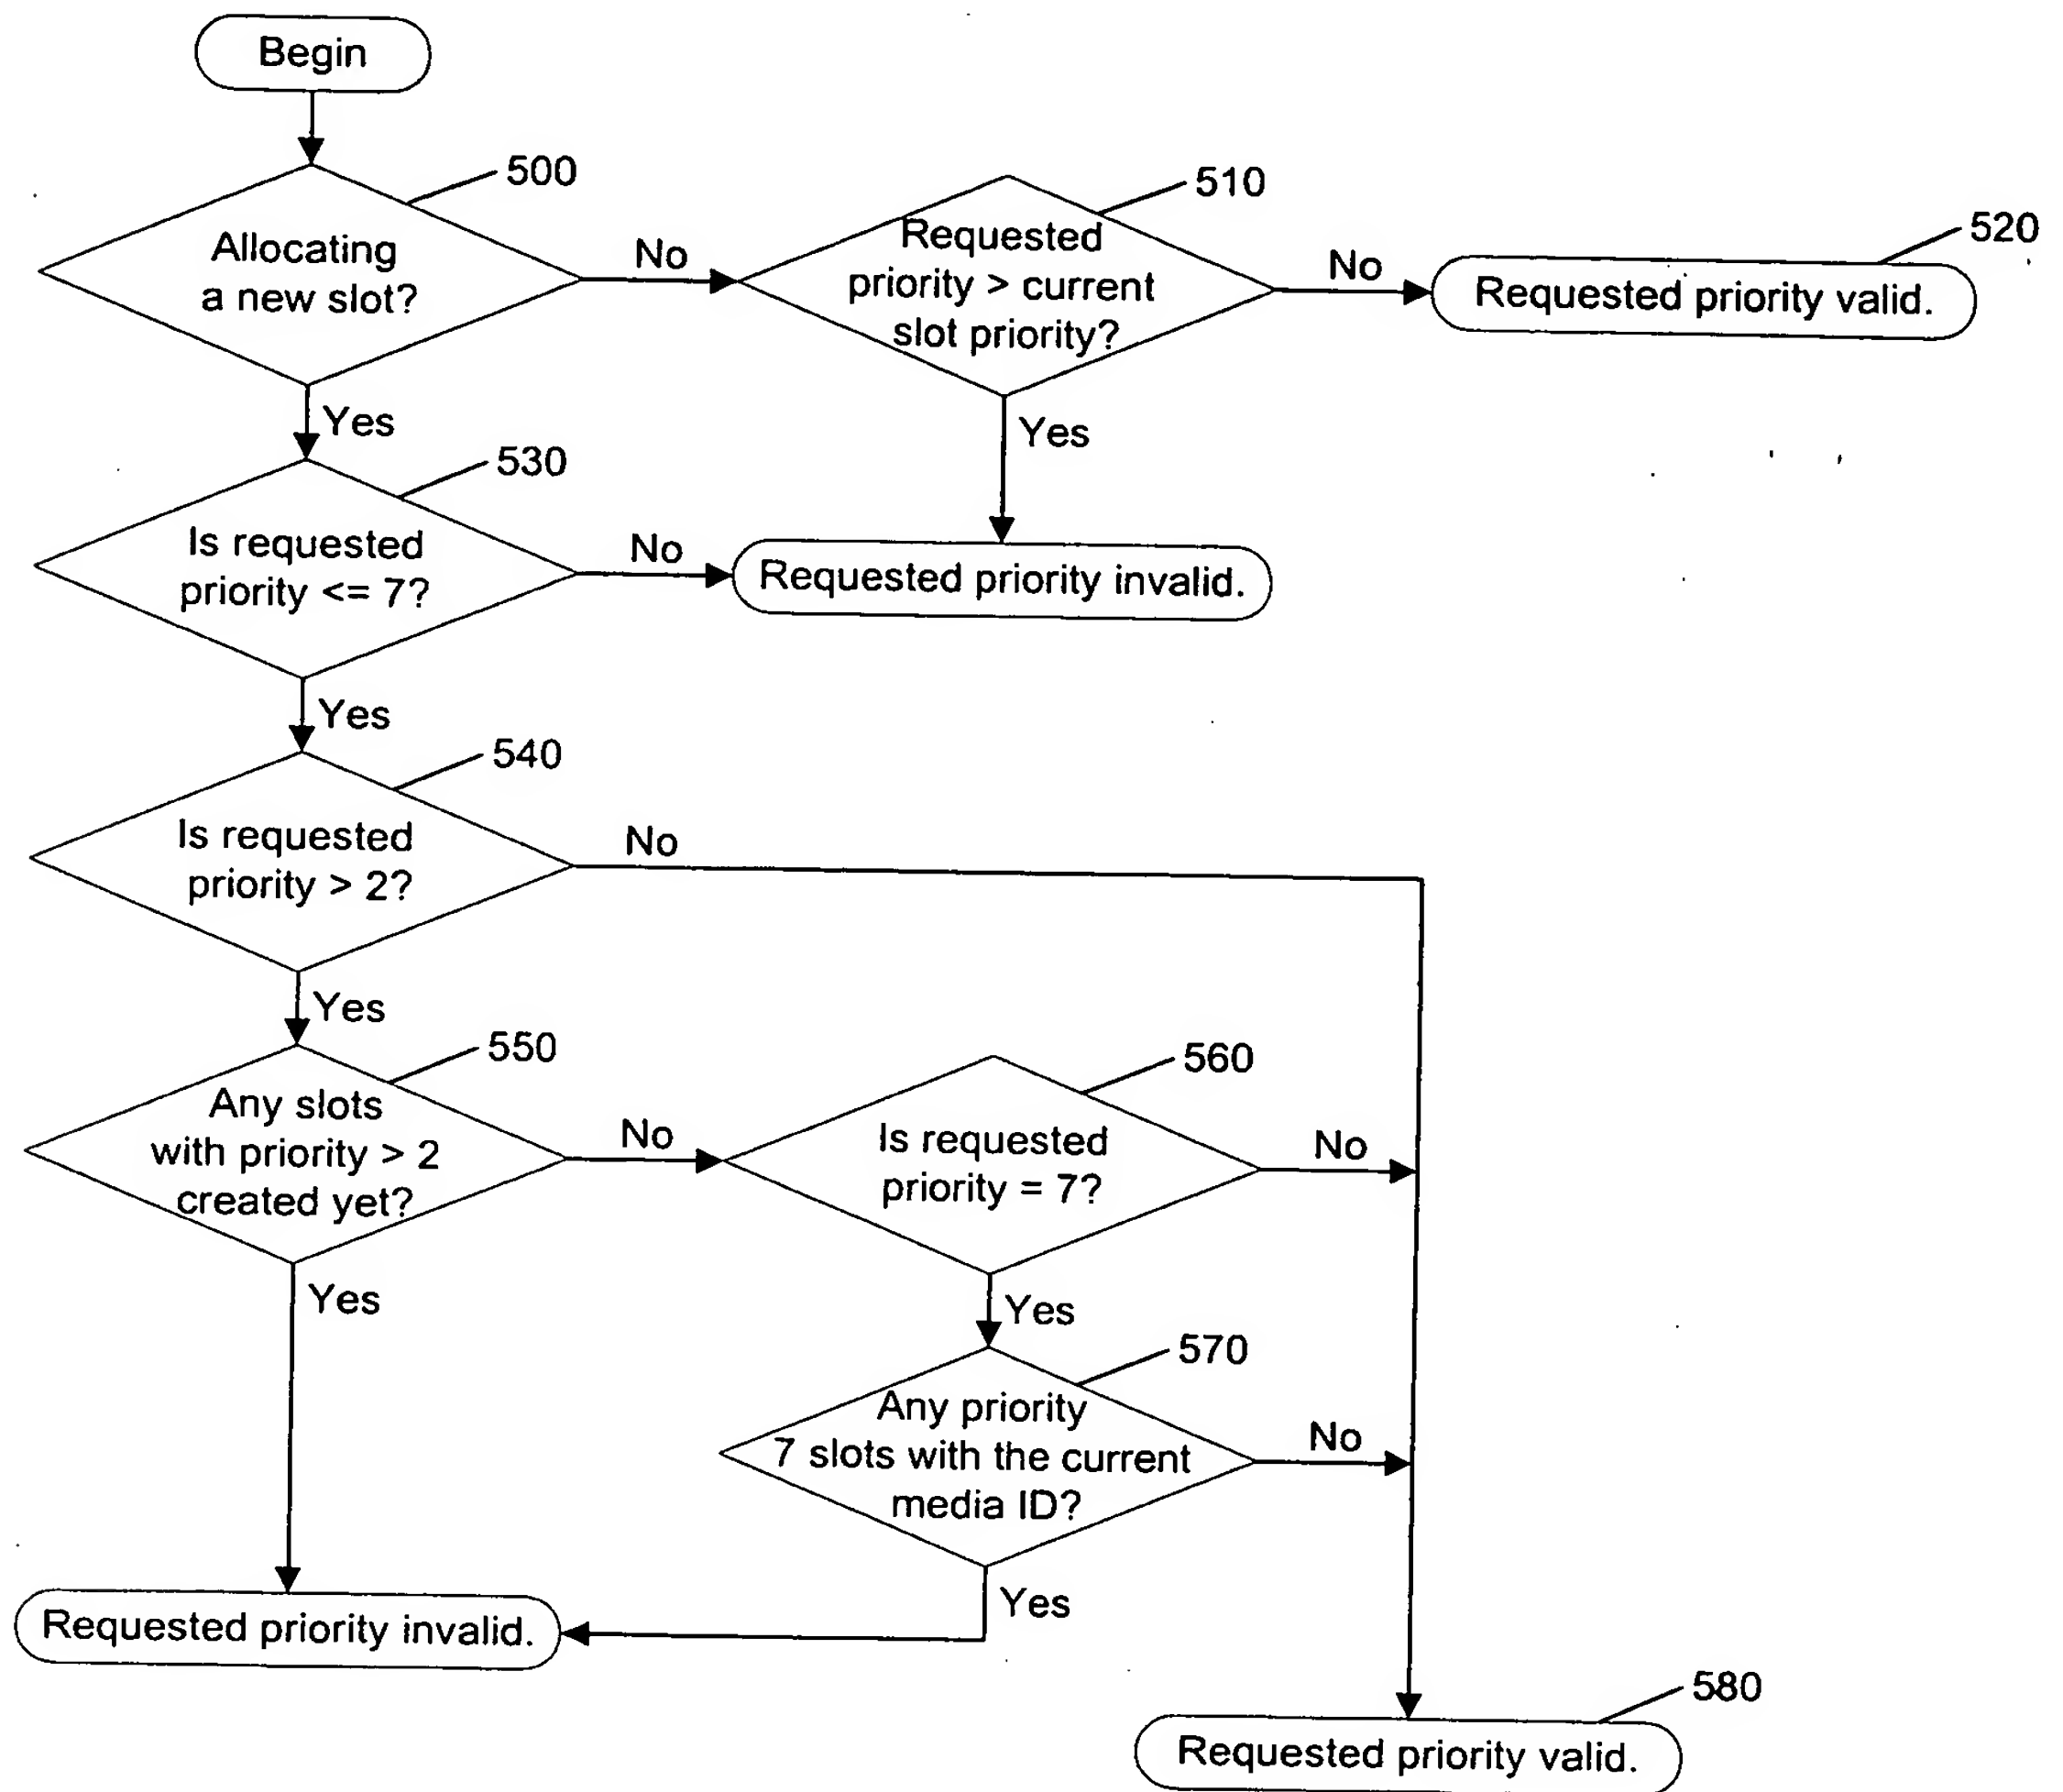 Begin
500
Allocating
a new slot?
No
Yes
510
Requested
priority > current
slot priority?
No
Yes
520
Requested priority valid.
530
Is requested
priority <= 7?
No
Yes
Requested priority invalid.
540
Is requested
priority > 2?
No
Yes
550
Any slots
with priority > 2
created yet?
No
Yes
560
Is requested
priority = 7?
No
Yes
570
Any priority
7 slots with the current
media ID?
No
Yes
Requested priority invalid.
580
Requested priority valid.